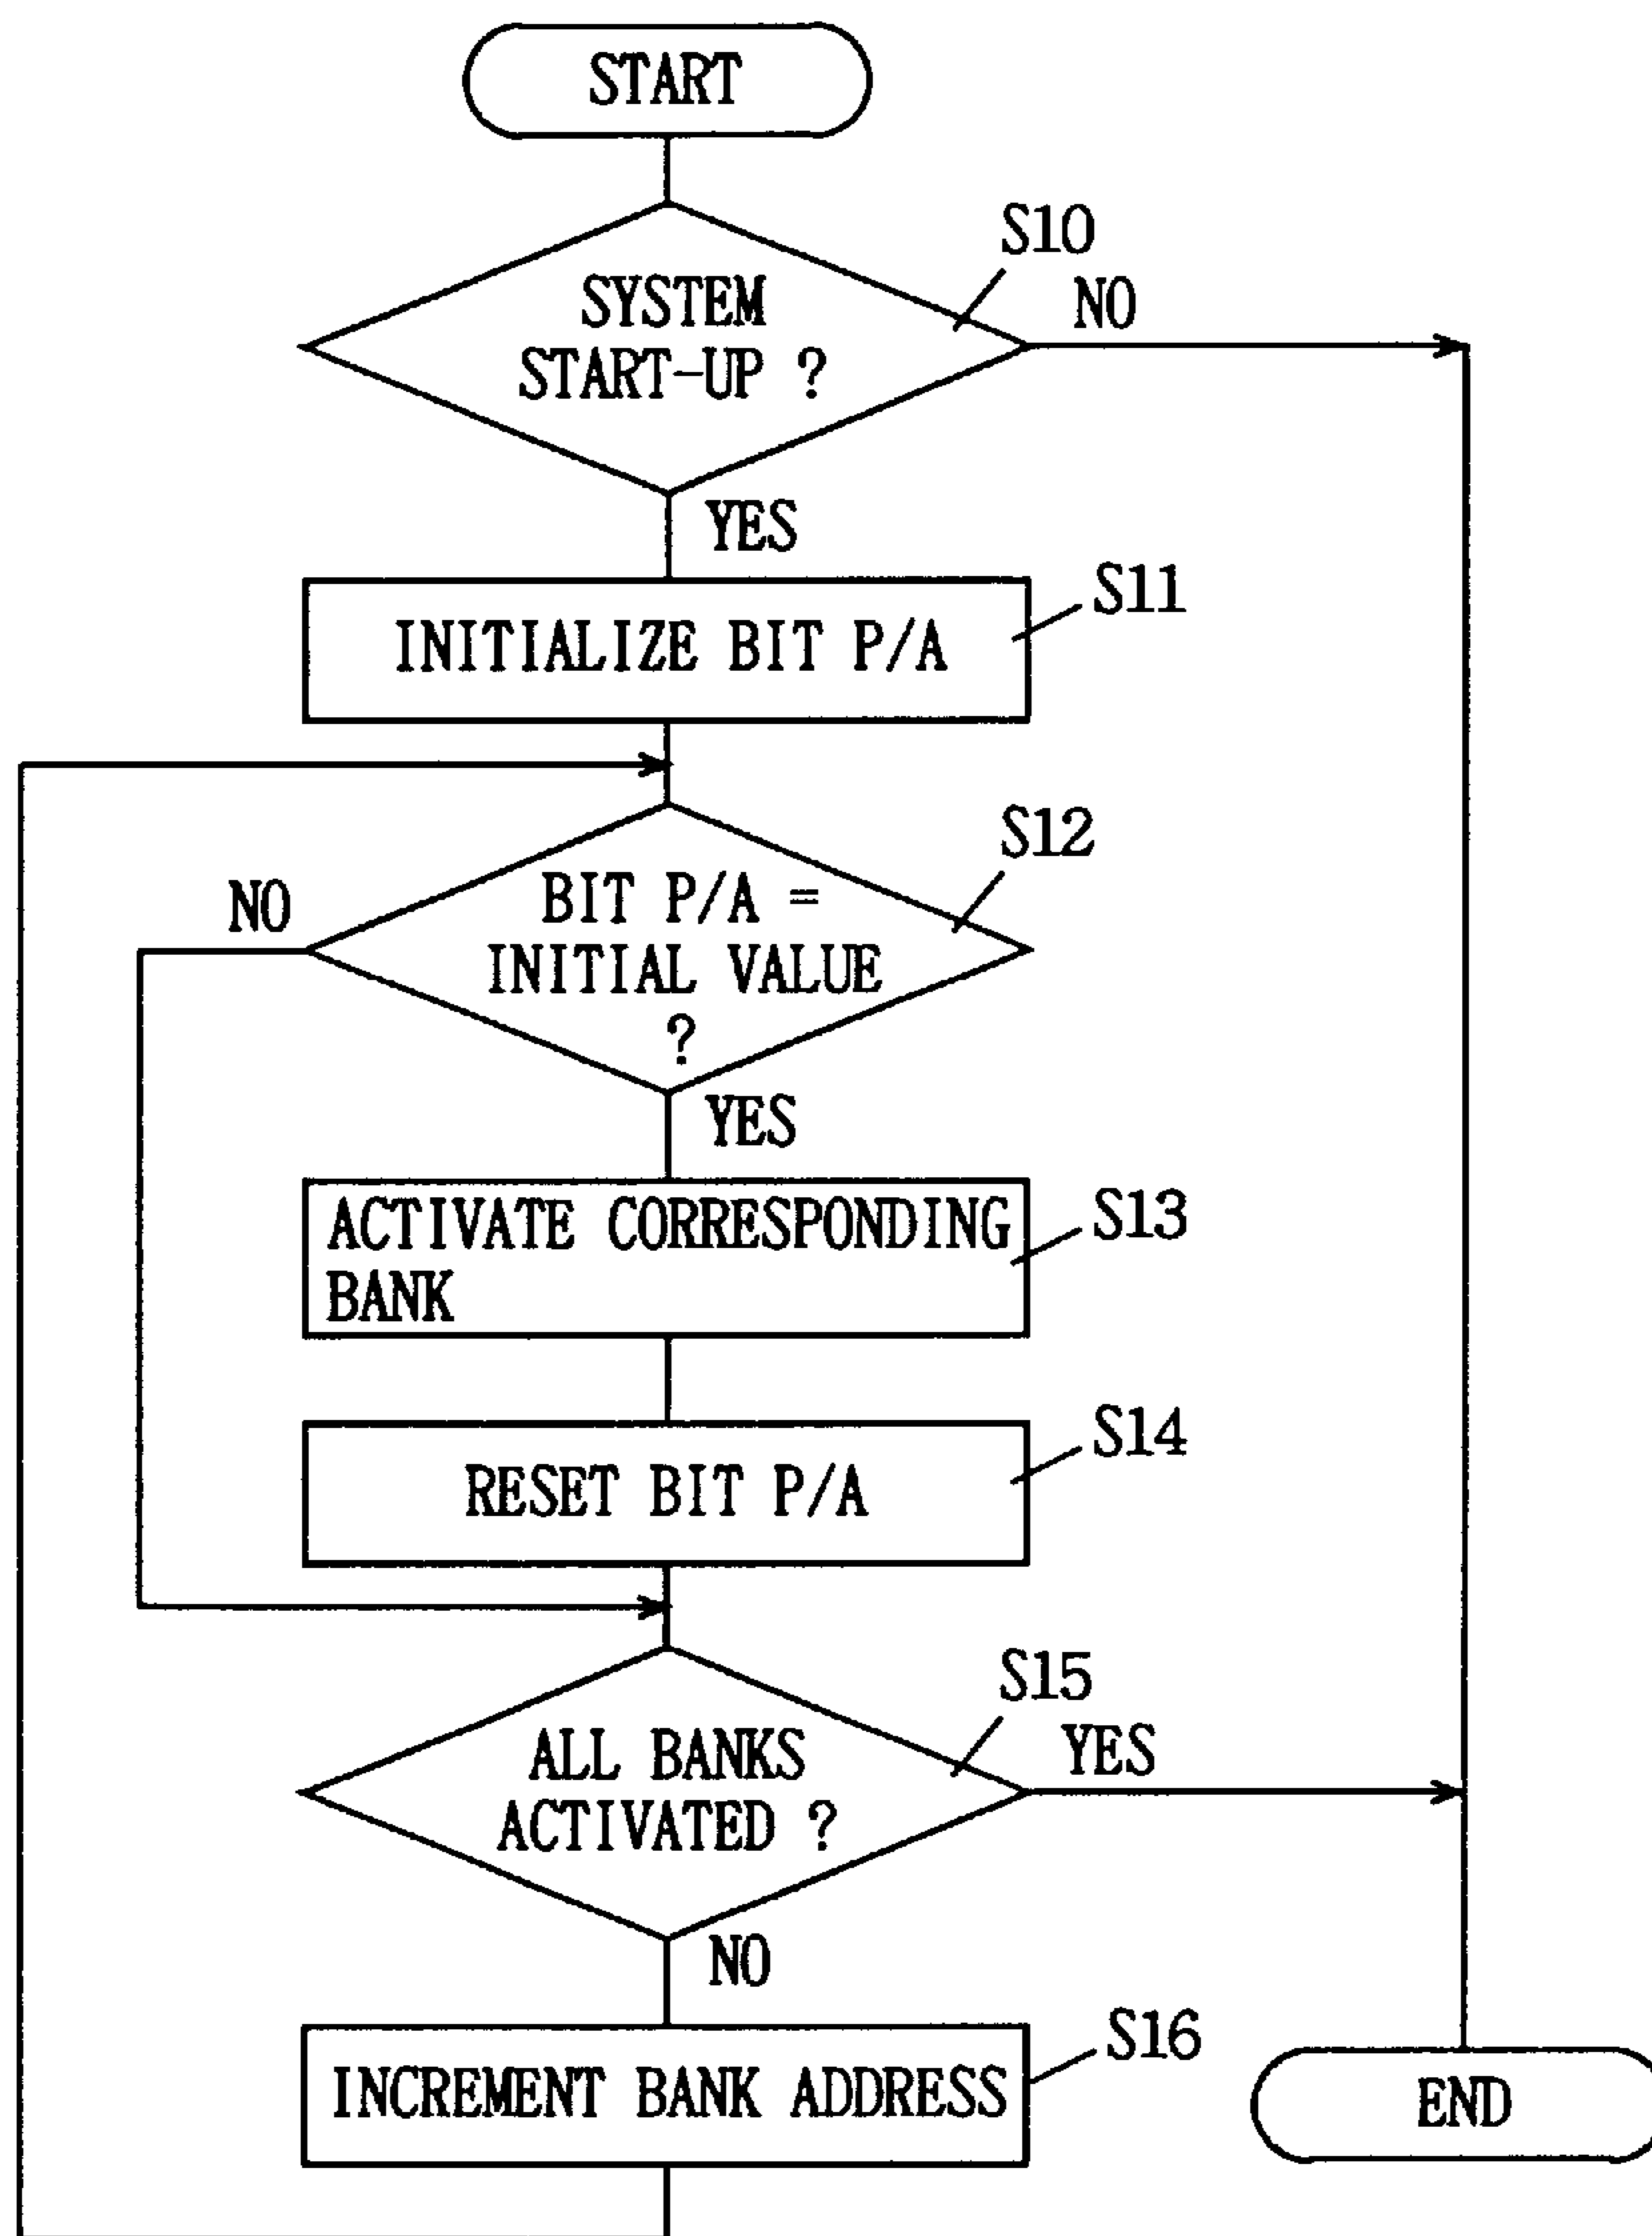 START
S10
SYSTEM
START-UP ?
NO
YES
S11
INITIALIZE BIT P/A
S12
NO
BIT P/A =
INITIAL VALUE
?
YES
S13
ACTIVATE CORRESPONDING
BANK
S14
RESET BIT P/A
S15
ALL BANKS
ACTIVATED ?
YES
NO
S16
INCREMENT BANK ADDRESS
END